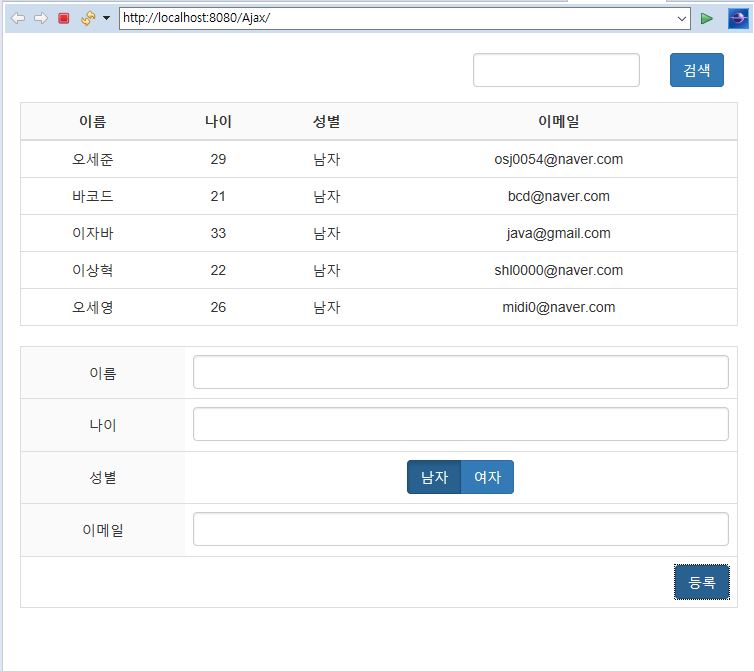 http://localhost:8080/Ajax/
검색
이름 나이 성별 이메일
오세준 29 남자 osj0054@naver.com
바코드 21 남자 bcd@naver.com
이자바 33 남자 java@gmail.com
이상혁 22 남자 shl0000@naver.com
오세영 26 남자 midi0@naver.com
이름
나이
성별 남자 여자
이메일
등록